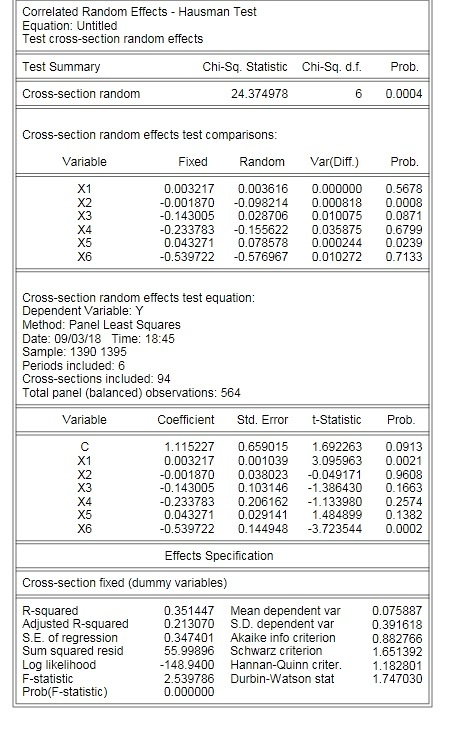 Correlated Random Effects - Hausman Test
Equation: Untitled
Test cross-section random effects
Test Summary Chi-Sq. Statistic Chi-Sq. d.f. Prob.
Cross-section random 24.374978 6 0.0004
Cross-section random effects test comparisons:
Variable Fixed Random Var(Diff.) Prob.
X1 0.003217 0.003616 0.000000 0.5678
X2 -0.001870 -0.098214 0.000818 0.0008
X3 -0.143005 0.028706 0.010075 0.0871
X4 -0.233783 -0.155622 0.035875 0.6799
X5 0.043271 0.078578 0.000244 0.0239
X6 -0.539722 -0.576967 0.010272 0.7133
Cross-section random effects test equation:
Dependent Variable: Y
Method: Panel Least Squares
Date: 09/03/18 Time: 18:45
Sample: 1390 1395
Periods included: 6
Cross-sections included: 94
Total panel (balanced) observations: 564
Variable Coefficient Std. Error t-Statistic Prob.
C 1.115227 0.659015 1.692263 0.0913
X1 0.003217 0.001039 3.095963 0.0021
X2 -0.001870 0.038023 -0.049171 0.9608
X3 -0.143005 0.103146 -1.386430 0.1663
X4 -0.233783 0.206162 -1.133980 0.2574
X5 0.043271 0.029141 1.484899 0.1382
X6 -0.539722 0.144948 -3.723544 0.0002
Effects Specification
Cross-section fixed (dummy variables)
R-squared 0.351447 Mean dependent var 0.075887
Adjusted R-squared 0.213070 S.D. dependent var 0.391618
S.E. of regression 0.347401 Akaike info criterion 0.882766
Sum squared resid 55.99896 Schwarz criterion 1.651392
Log likelihood -148.9400 Hannan-Quinn criter. 1.182801
F-statistic 2.539786 Durbin-Watson stat 1.747030
Prob(F-statistic) 0.000000